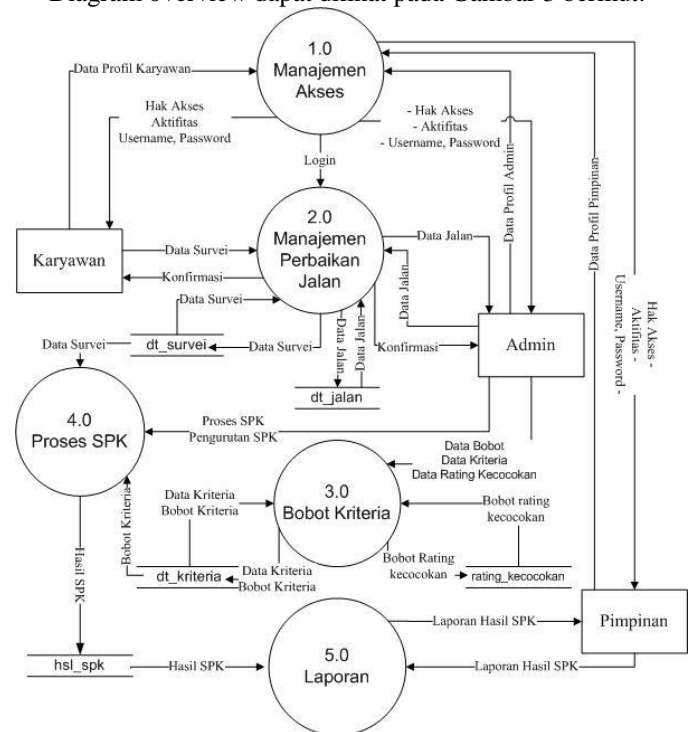 Diagram overview dapat dilihat pada Gambar 3 berikut:
1.0
Manajemen
Akses
Data Profil Karyawan
Hak Akses
Aktifitas
Username, Password
- Hak Akses
- Aktifitas
- Username, Password
Login
Data Profil Admin
Data Profil Pimpinan
Hak Akses -
Aktifitas -
Username, Password -
2.0
Manajemen
Perbaikan
Jalan
Karyawan
Data Survei
Konfirmasi
Data Jalan
Data Jalan
Data Survei
dt_survei
Data Survei
Data Survei
Data Jalan
Data Jalan
Konfirmasi
Admin
dt_jalan
4.0
Proses SPK
Proses SPK
Pengurutan SPK
Data Bobot
Data Kriteria
Data Rating Kecocokan
3.0
Bobot Kriteria
Data Kriteria
Bobot Kriteria
Bobot rating
kecocokan
Bobot Kriteria
Hasil SPK
dt_kriteria
Data Kriteria
Bobot Kriteria
Bobot Rating
kecocokan
rating_kecocokan
Pimpinan
Laporan Hasil SPK
5.0
Laporan
hsl_spk
Hasil SPK
Laporan Hasil SPK